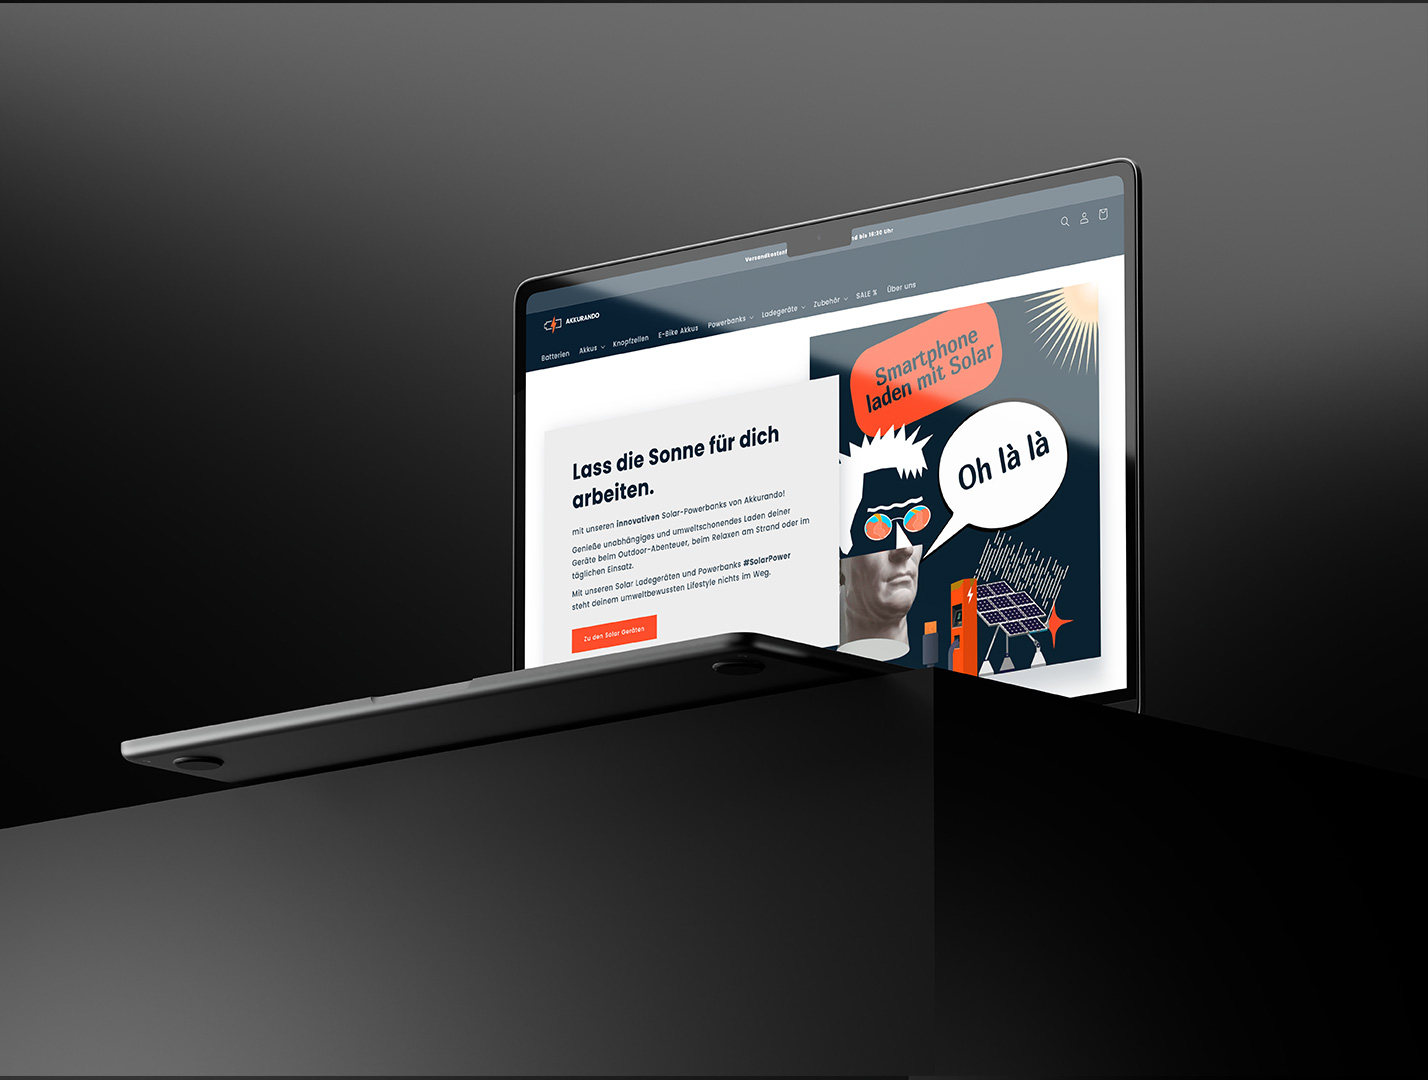 nd bis 16:30 Uhr
AKKURANDO
Batterien Akkus Knopfzellen E-Bike Akkus Powerbanks Ladegeräte Zubehör SALE % Über uns
Smartphone
laden mit Solar
Oh là là
Lass die Sonne für dich
arbeiten.
mit unseren innovativen Solar-Powerbanks von Akkurando!
Genieße unabhängiges und umweltschonendes Laden deiner
Geräte beim Outdoor-Abenteuer, beim Relaxen am Strand oder im
täglichen Einsatz.
Mit unseren Solar Ladegeräten und Powerbanks #SolarPower
steht deinem umweltbewussten Lifestyle nichts im Weg.
Zu den Solar Geräten